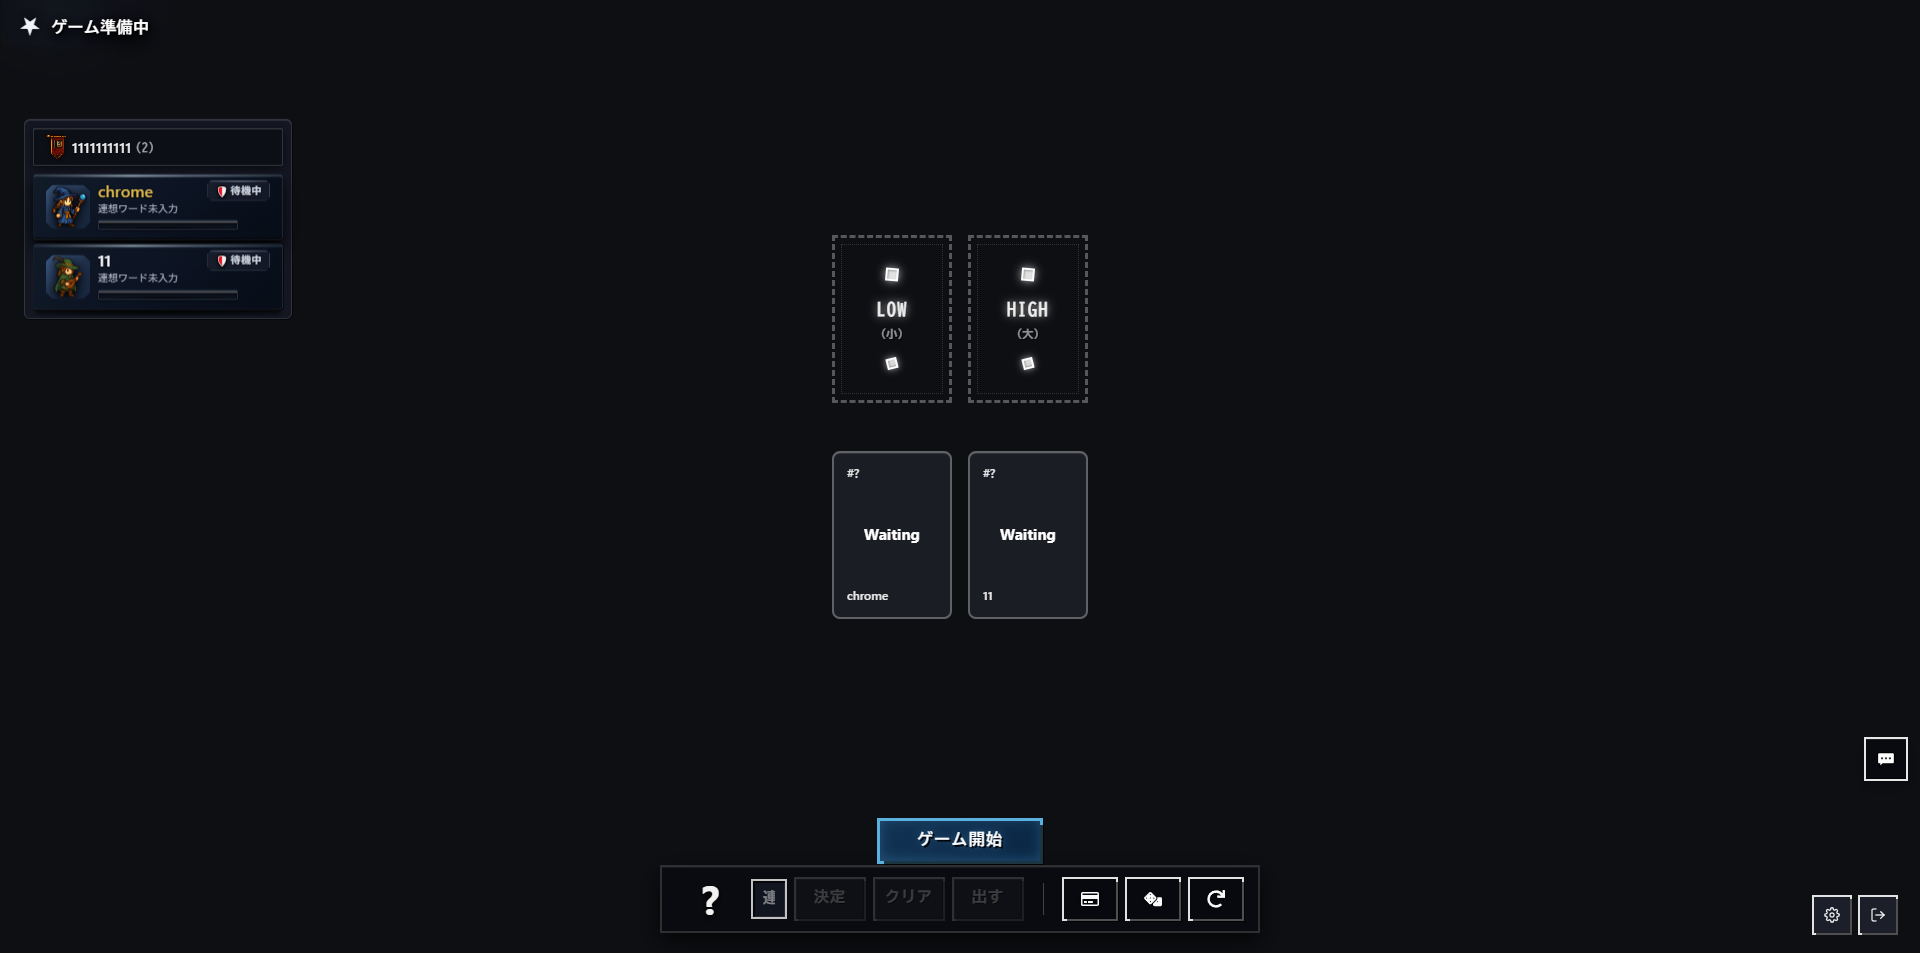 ゲーム準備中
1111111111 (2)
chrome
待機中
連想ワード未入力
11
待機中
連想ワード未入力
LOW
(小)
HIGH
(大)
#?
Waiting
chrome
#?
Waiting
11
ゲーム開始
?
連
決定
クリア
出す